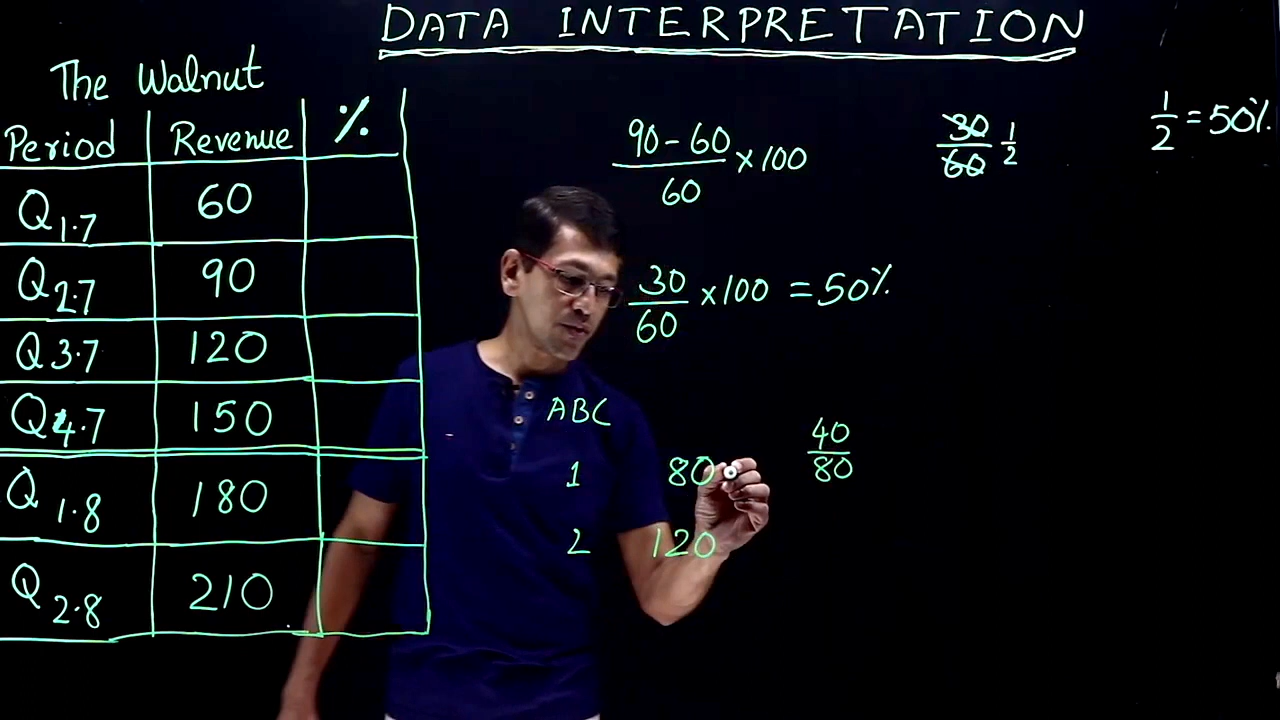 DATA INTERPRETATION
The Walnut
Period Revenue %
Q1.7 60
Q2.7 90
Q3.7 120
Q4.7 150
Q1.8 180
Q2.8 210
90-60
60
×100
30
60
1
2
1
2
=50%
30
60
×100 =50%
ABC
1 80
2 120
40
80